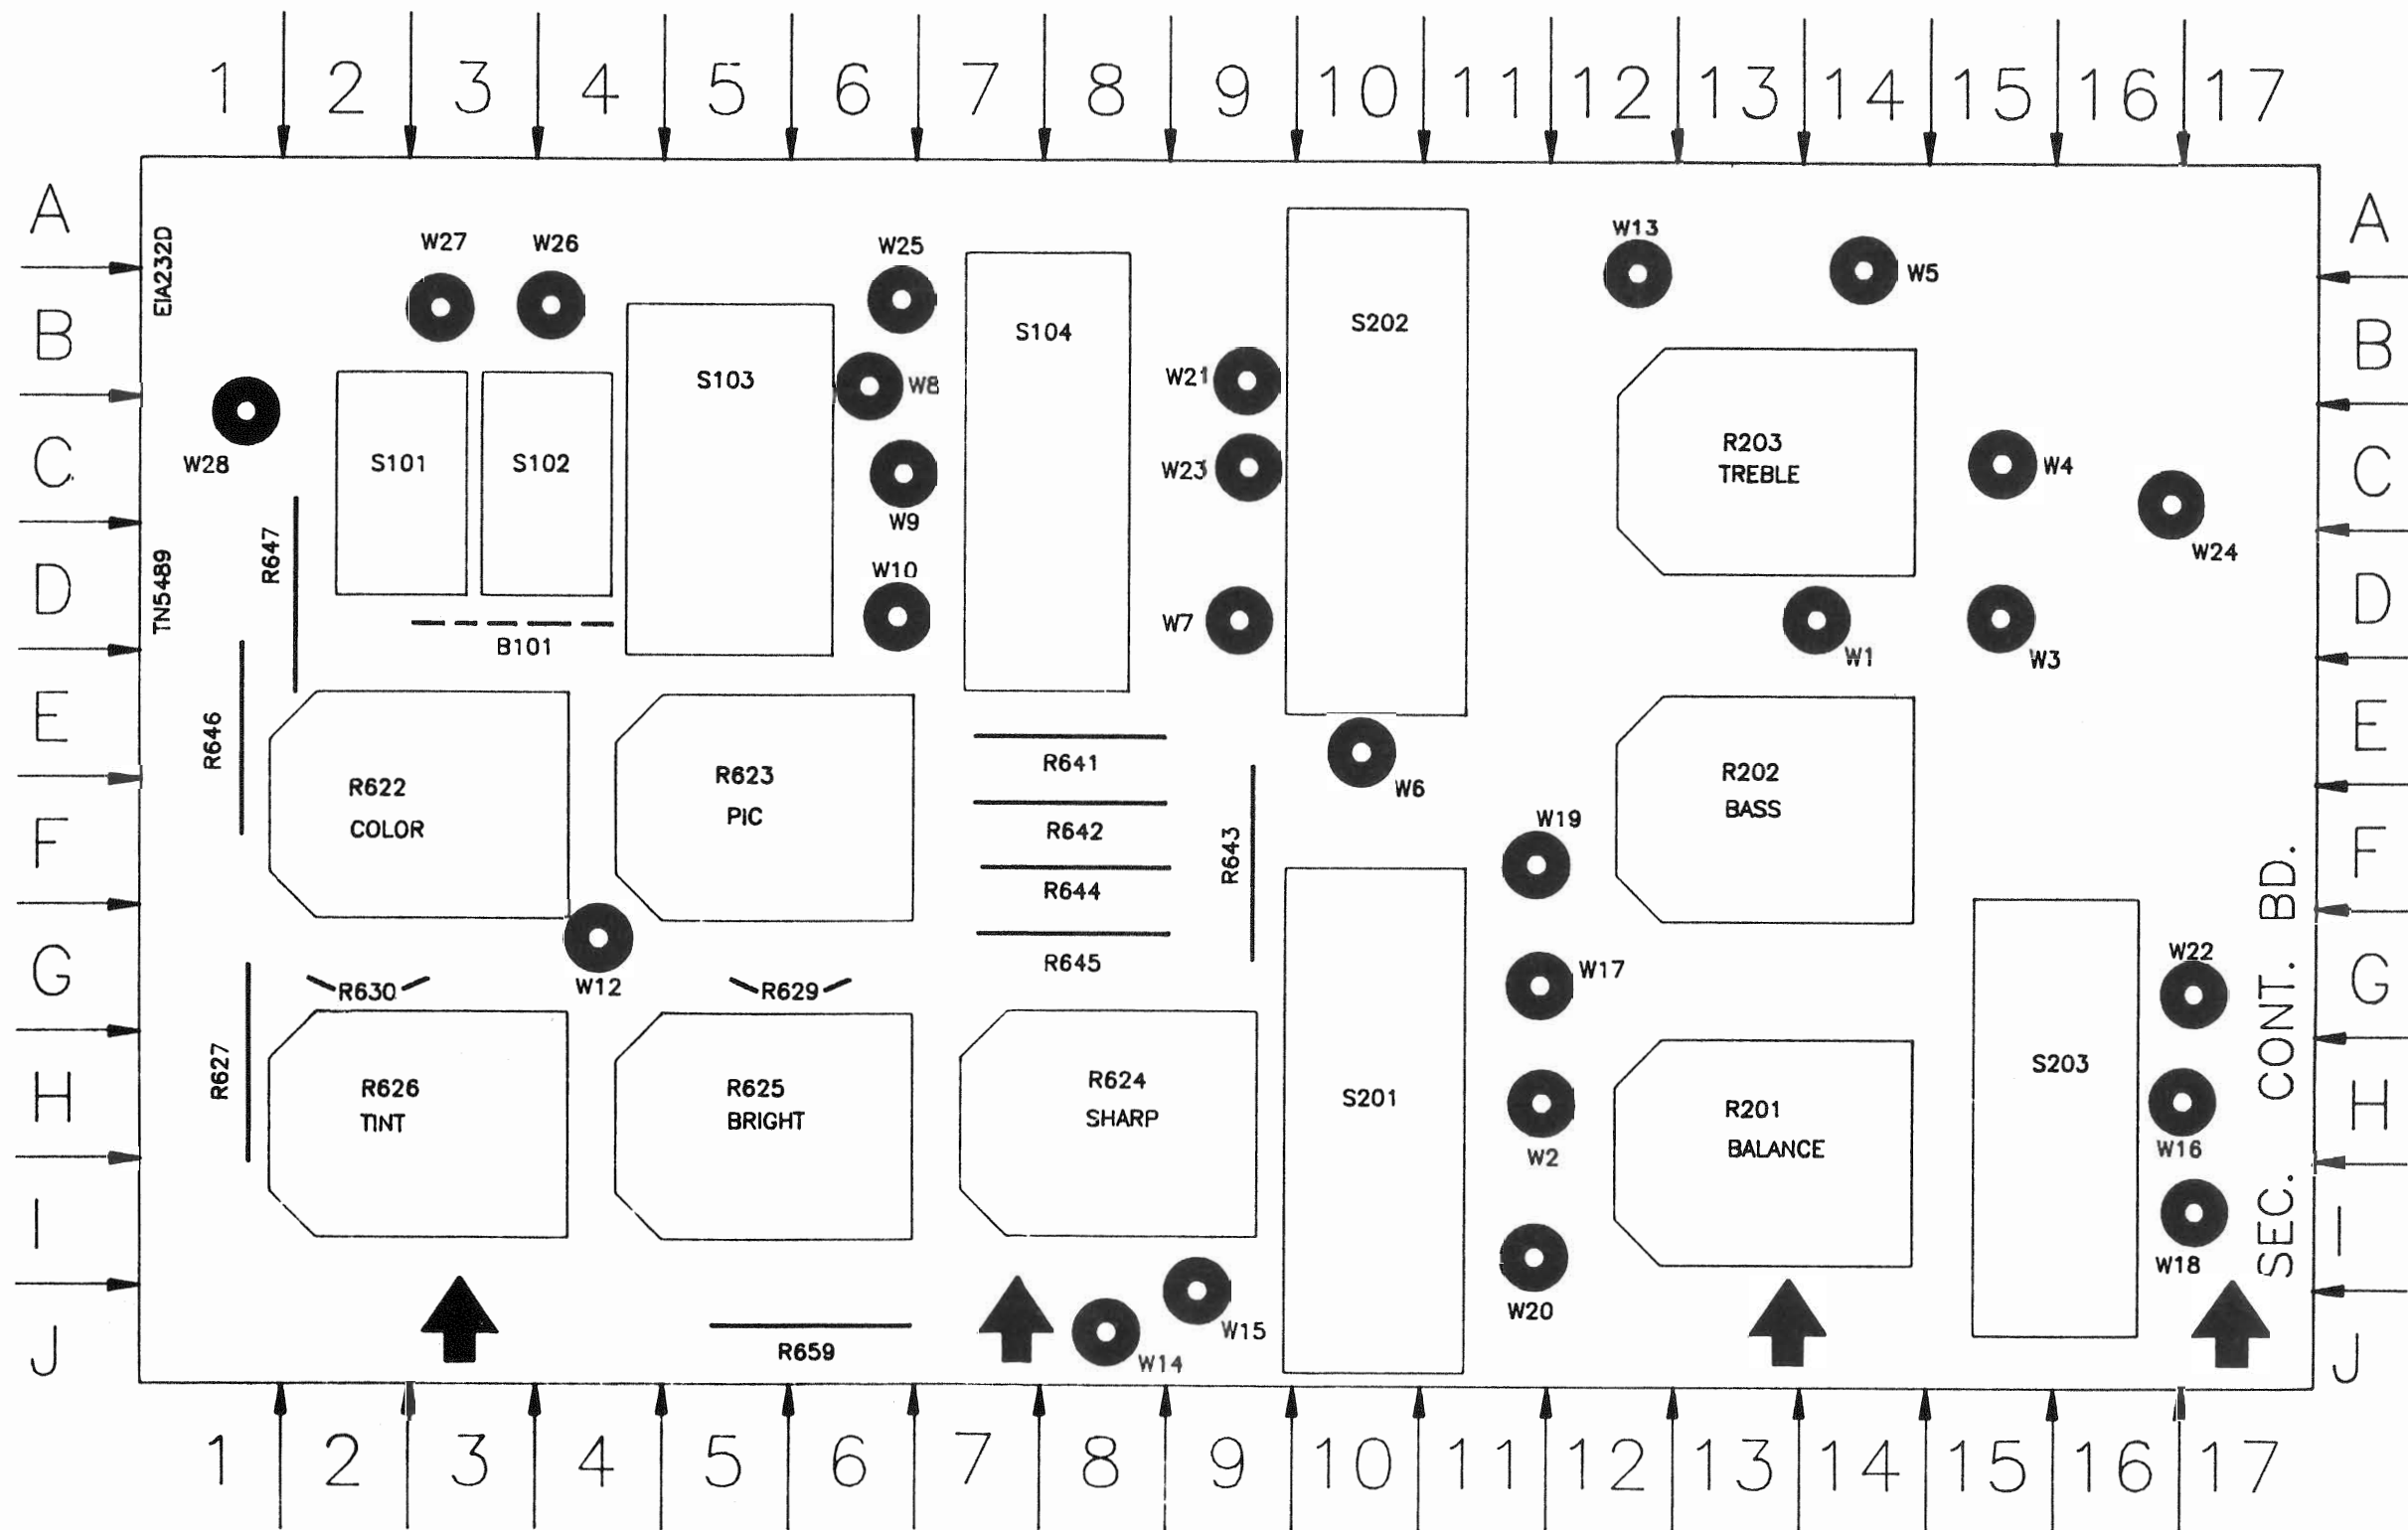 1 2 3 4 5 6 7 8 9 10 11 12 13 14 15 16 17
A A
EIA232D
W27 W26 W25 W13
W5
B B
S104 S202
S103 W21
W8
C C
W28 S101 S102 W23 R203 W4
TREBLE
W9
W24
R647
D D
TN5489
W10
W7
B101 W1 W3
E E
R646
R641
R622 R623 R202 W6
COLOR PIC BASS
W19
F F
R642
R643
R644
BD.
G G
R645
W12 W17 W22
R630 R629
CONT.
R627
H H
R626 R625 R624 S201 R201 S203
TINT BRIGHT SHARP BALANCE
W2 W16
I I
SEC.
W18
W20
J J
R659 W14 W15
1 2 3 4 5 6 7 8 9 10 11 12 13 14 15 16 17